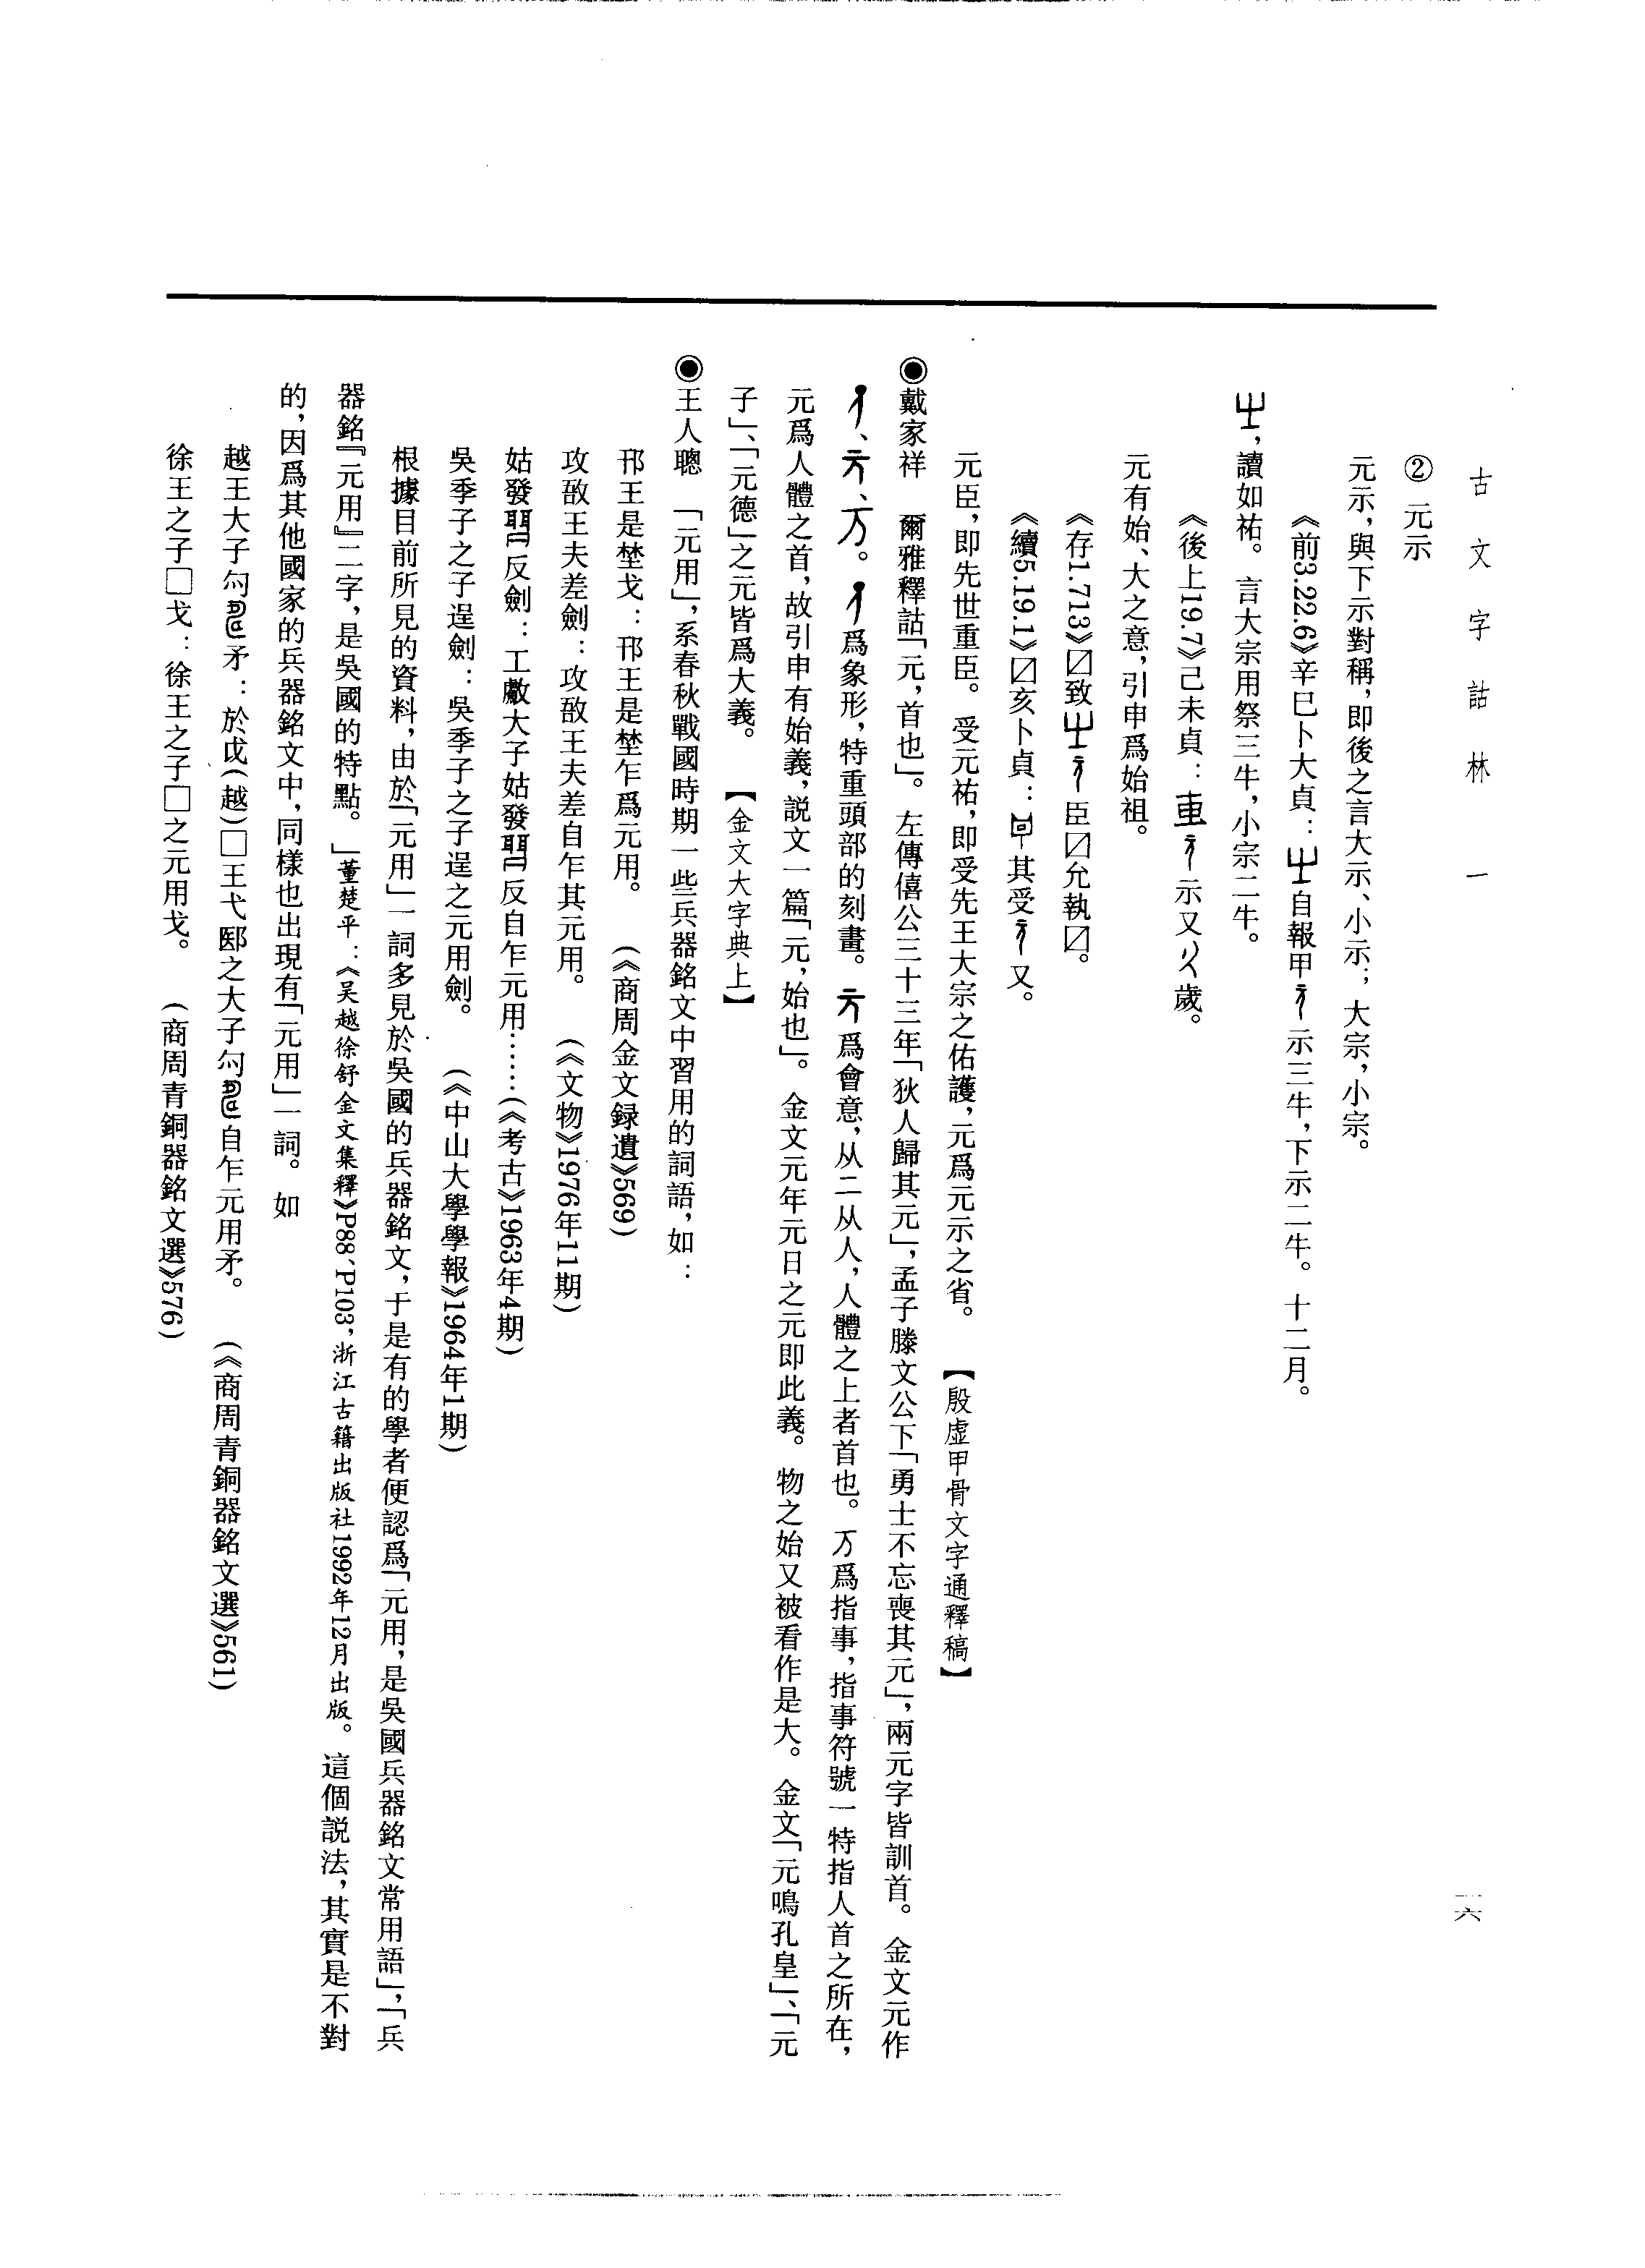 古文字詁林 一
一六
② 元示
元示，與下示對稱，即後之言大示、小示；大宗，小宗。
《前3.22.6》辛巳卜大貞：㞢自報甲元示三牛，下示二牛。十二月。
㞢，讀如祐。言大宗用祭三牛，小宗二牛。
《後上19.7》己未貞：叀元示又歲。
元有始、大之意，引申爲始祖。
《存1.713》☑致㞢元臣☑允執☑。
《續5.19.1》☑亥卜貞：其受元又。
元臣，即先世重臣。受元祐，即受先王大宗之佑護，元爲元示之省。 【殷虛甲骨文字通釋稿】
◉戴家祥 爾雅釋詁「元，首也」。左傳僖公三十三年「狄人歸其元」，孟子滕文公下「勇士不忘喪其元」，兩元字皆訓首。金文元作
、、。爲象形，特重頭部的刻畫。爲會意，从二从人，人體之上者首也。爲指事，指事符號一特指人首之所在，
元爲人體之首，故引申有始義，説文一篇「元，始也」。金文元年元日之元即此義。物之始又被看作是大。金文「元鳴孔皇」、「元
子」、「元德」之元皆爲大義。 【金文大字典上】
◉王人聰 「元用」，系春秋戰國時期一些兵器銘文中習用的詞語，如：
邗王是埜戈：邗王是埜乍爲元用。 （《商周金文録遺》569）
攻敔王夫差劍：攻敔王夫差自乍其元用。 （《文物》1976年11期）
姑發反劍：工𢾊大子姑發反自乍元用……（《考古》1963年4期）
吳季子之子逞劍：吳季子之子逞之元用劍。 （《中山大學學報》1964年1期）
根據目前所見的資料，由於「元用」一詞多見於吳國的兵器銘文，于是有的學者便認爲「元用，是吳國兵器銘文常用語」，「兵
器銘『元用』二字，是吳國的特點。」董楚平：《吴越徐舒金文集釋》P88、P103，浙江古籍出版社1992年12月出版。這個説法，其實是不對
的，因爲其他國家的兵器銘文中，同樣也出現有「元用」一詞。如
越王大子矛：於戉（越）□王弋之大子自乍元用矛。 （《商周青銅器銘文選》561）
徐王之子□戈：徐王之子□之元用戈。 （商周青銅器銘文選》576）